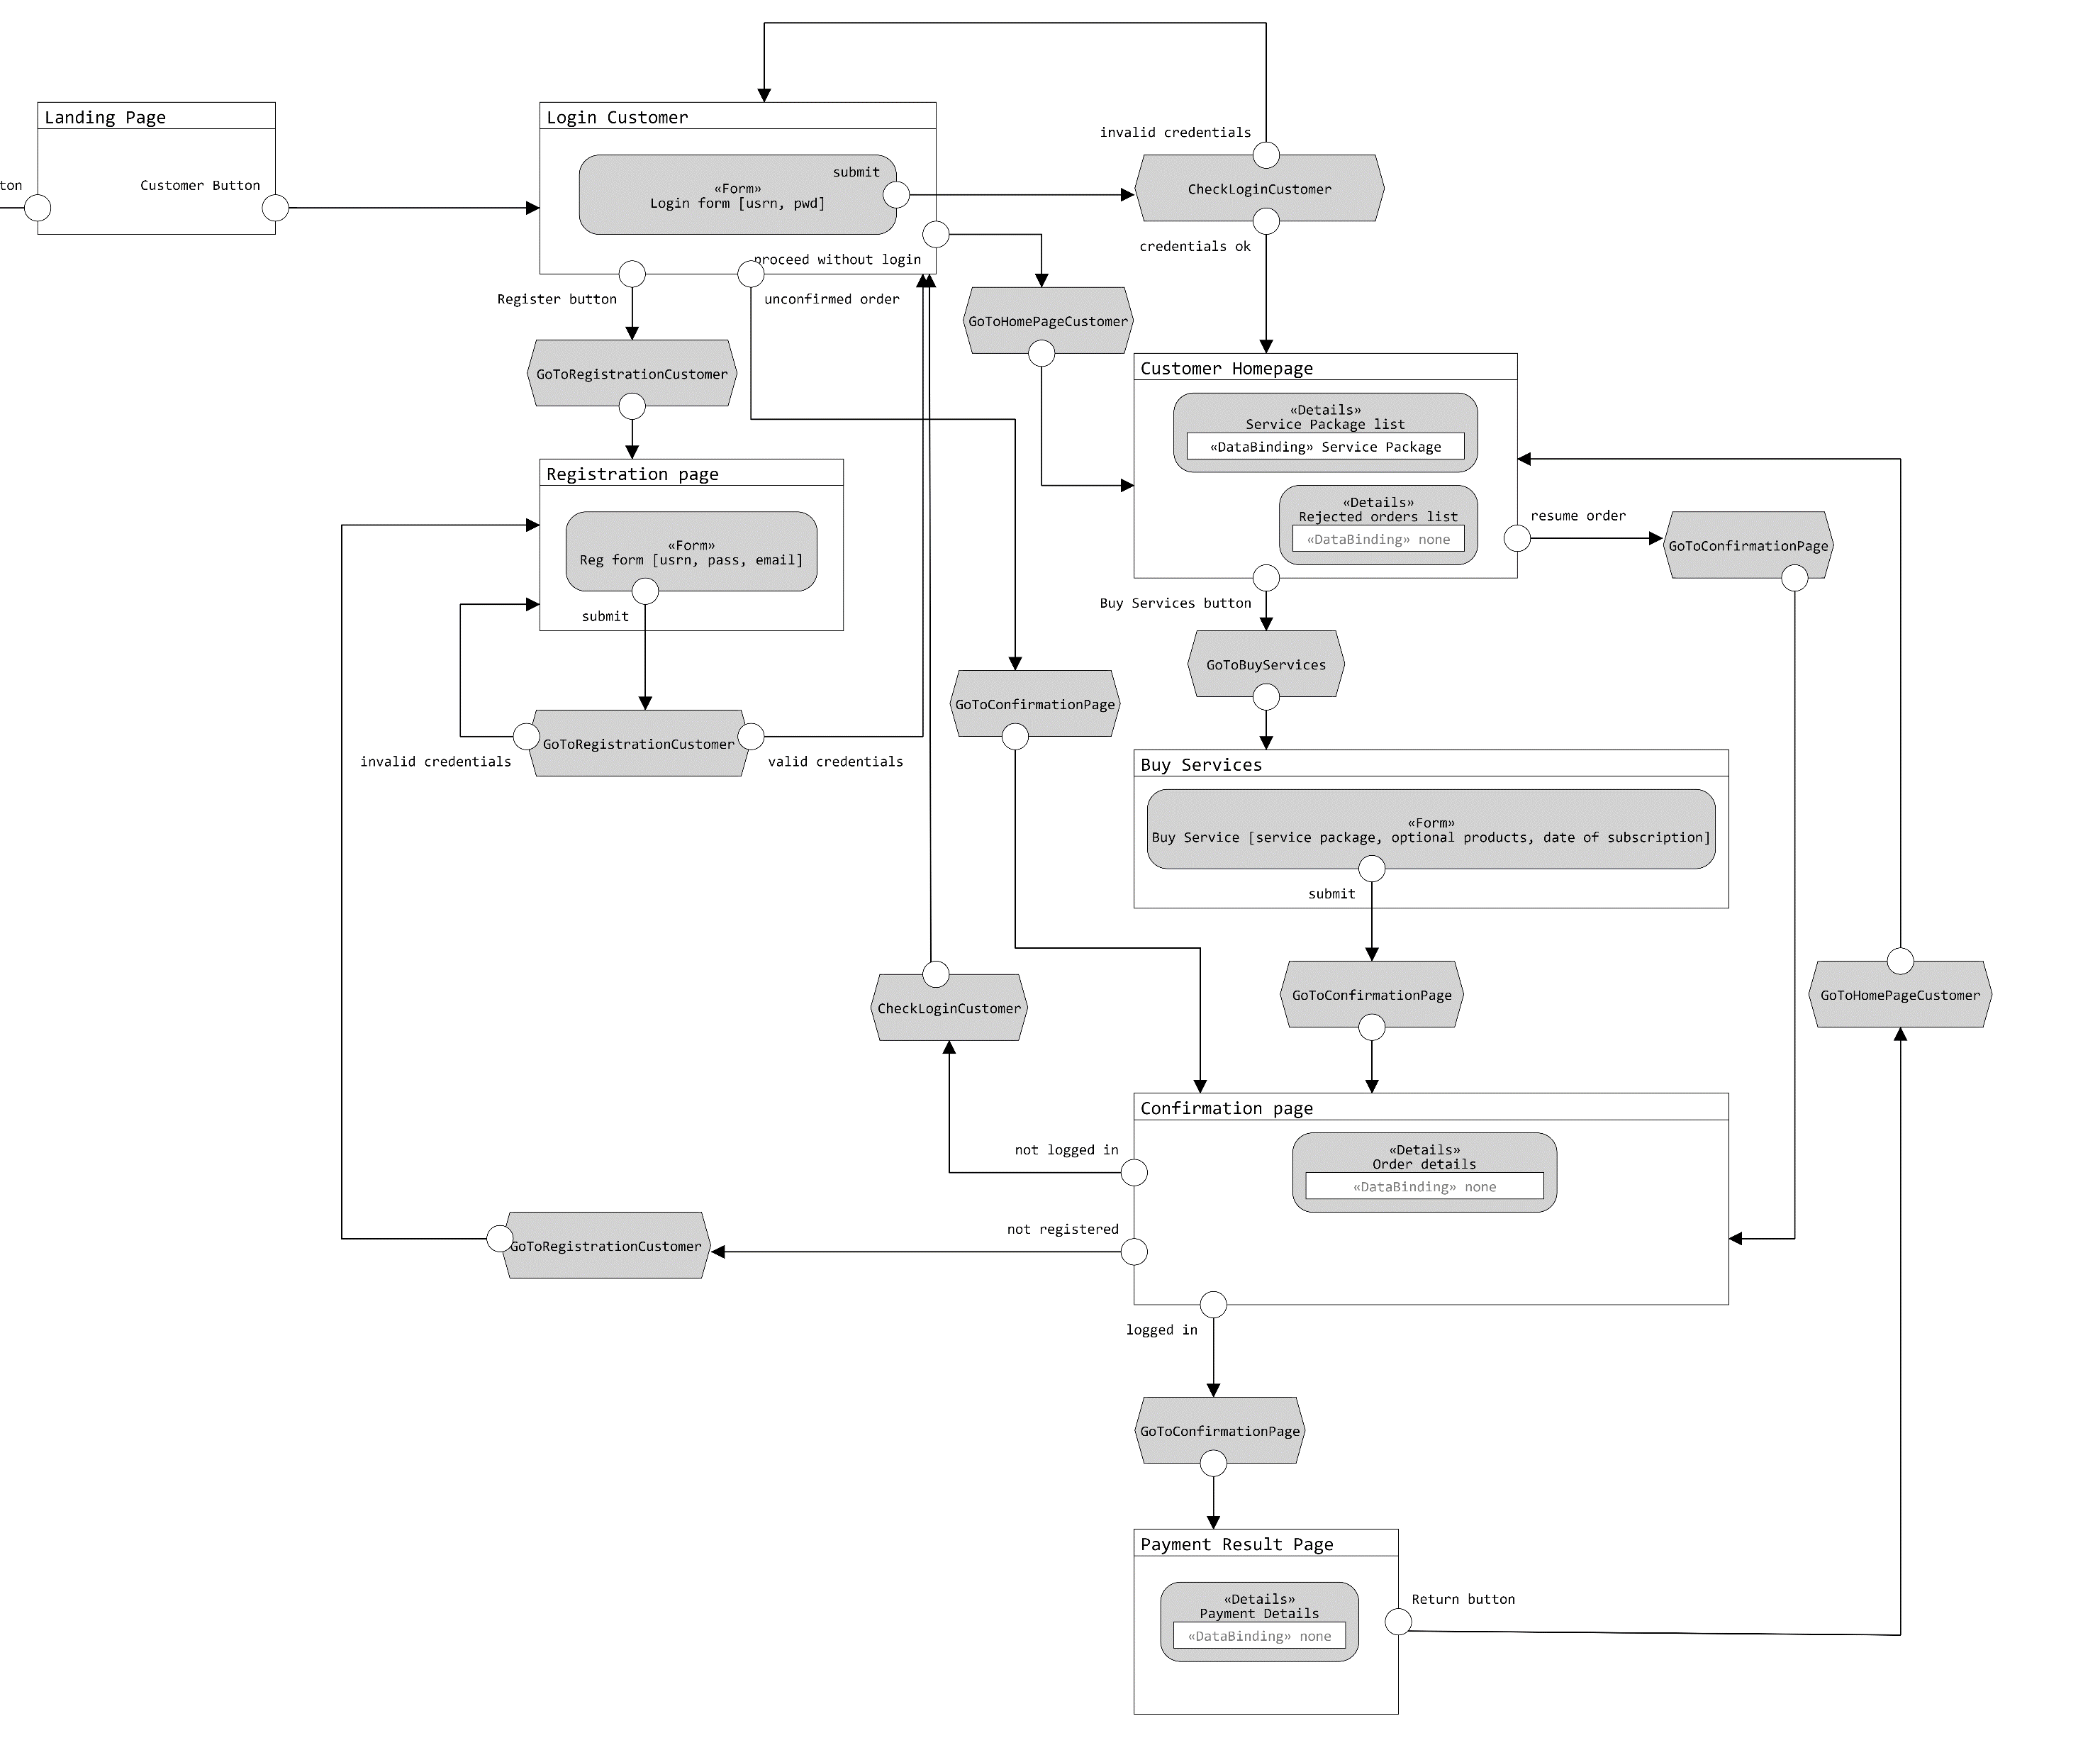 Landing Page
ton
Customer Button
Login Customer
submit
«Form»
Login form [usrn, pwd]
proceed without login
Register button
unconfirmed order
invalid credentials
CheckLoginCustomer
credentials ok
GoToHomePageCustomer
GoToRegistrationCustomer
Customer Homepage
«Details»
Service Package list
«DataBinding» Service Package
«Details»
Rejected orders list
«DataBinding» none
resume order
GoToConfirmationPage
Buy Services button
GoToBuyServices
Registration page
«Form»
Reg form [usrn, pass, email]
submit
GoToRegistrationCustomer
invalid credentials
valid credentials
GoToConfirmationPage
Buy Services
«Form»
Buy Service [service package, optional products, date of subscription]
submit
GoToConfirmationPage
CheckLoginCustomer
GoToHomePageCustomer
Confirmation page
«Details»
Order details
«DataBinding» none
not logged in
not registered
GoToRegistrationCustomer
logged in
GoToConfirmationPage
Payment Result Page
«Details»
Payment Details
«DataBinding» none
Return button